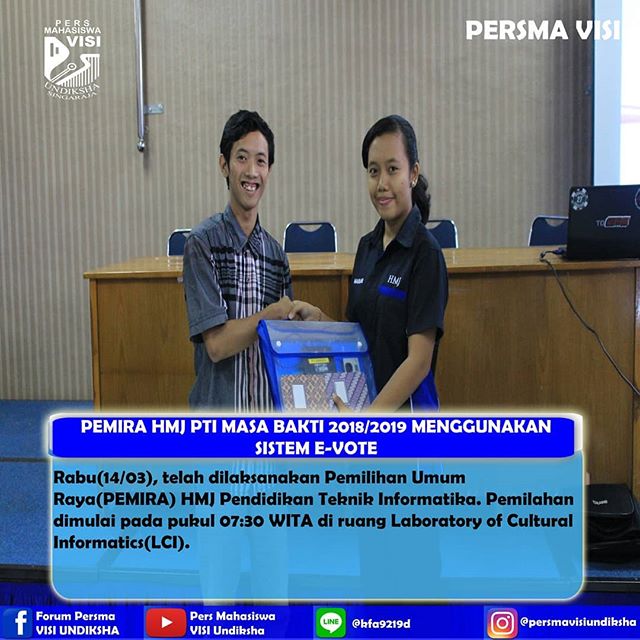 PERS
MAHASISWA
VISI
UNDIKSHA
SINGARAJA
PERSMA VISI
HMJ
PEMIRA HMJ PTI MASA BAKTI 2018/2019 MENGGUNAKAN
SISTEM E-VOTE
Rabu(14/03), telah dilaksanakan Pemilihan Umum
Raya(PEMIRA) HMJ Pendidikan Teknik Informatika. Pemilahan
dimulai pada pukul 07:30 WITA di ruang Laboratory of Cultural
Informatics(LCI).
Forum Persma
VISI UNDIKSHA
Pers Mahasiswa
VISI Undiksha
LINE
@kfa9219d
@persmavisiundiksha